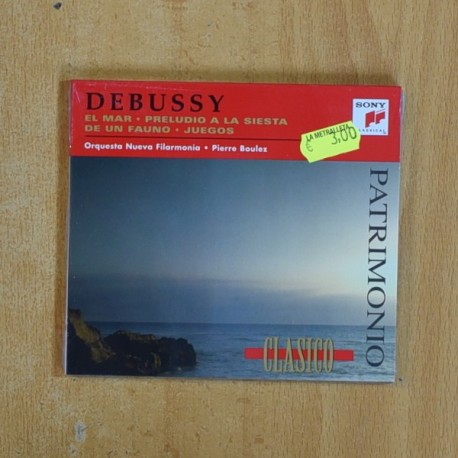 DEBUSSY
EL MAR · PRELUDIO A LA SIESTA
DE UN FAUNO · JUEGOS
Orquesta Nueva Filarmonía · Pierre Boulez
SONY
CLASSICAL
LA METRALLETA
€ 3,00
PATRIMONIO
CLASICO